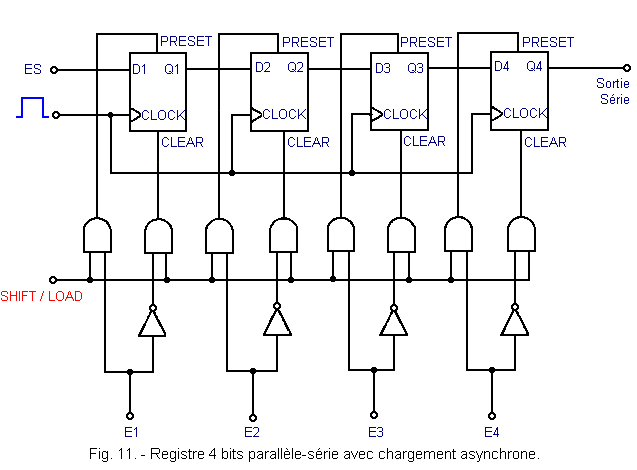 PRESET PRESET PRESET PRESET
ES D1 Q1 D2 Q2 D3 Q3 D4 Q4
Sortie
Série
CLOCK CLOCK CLOCK CLOCK
CLEAR CLEAR CLEAR CLEAR
SHIFT / LOAD
E1 E2 E3 E4
Fig. 11. - Registre 4 bits parallèle-série avec chargement asynchrone.